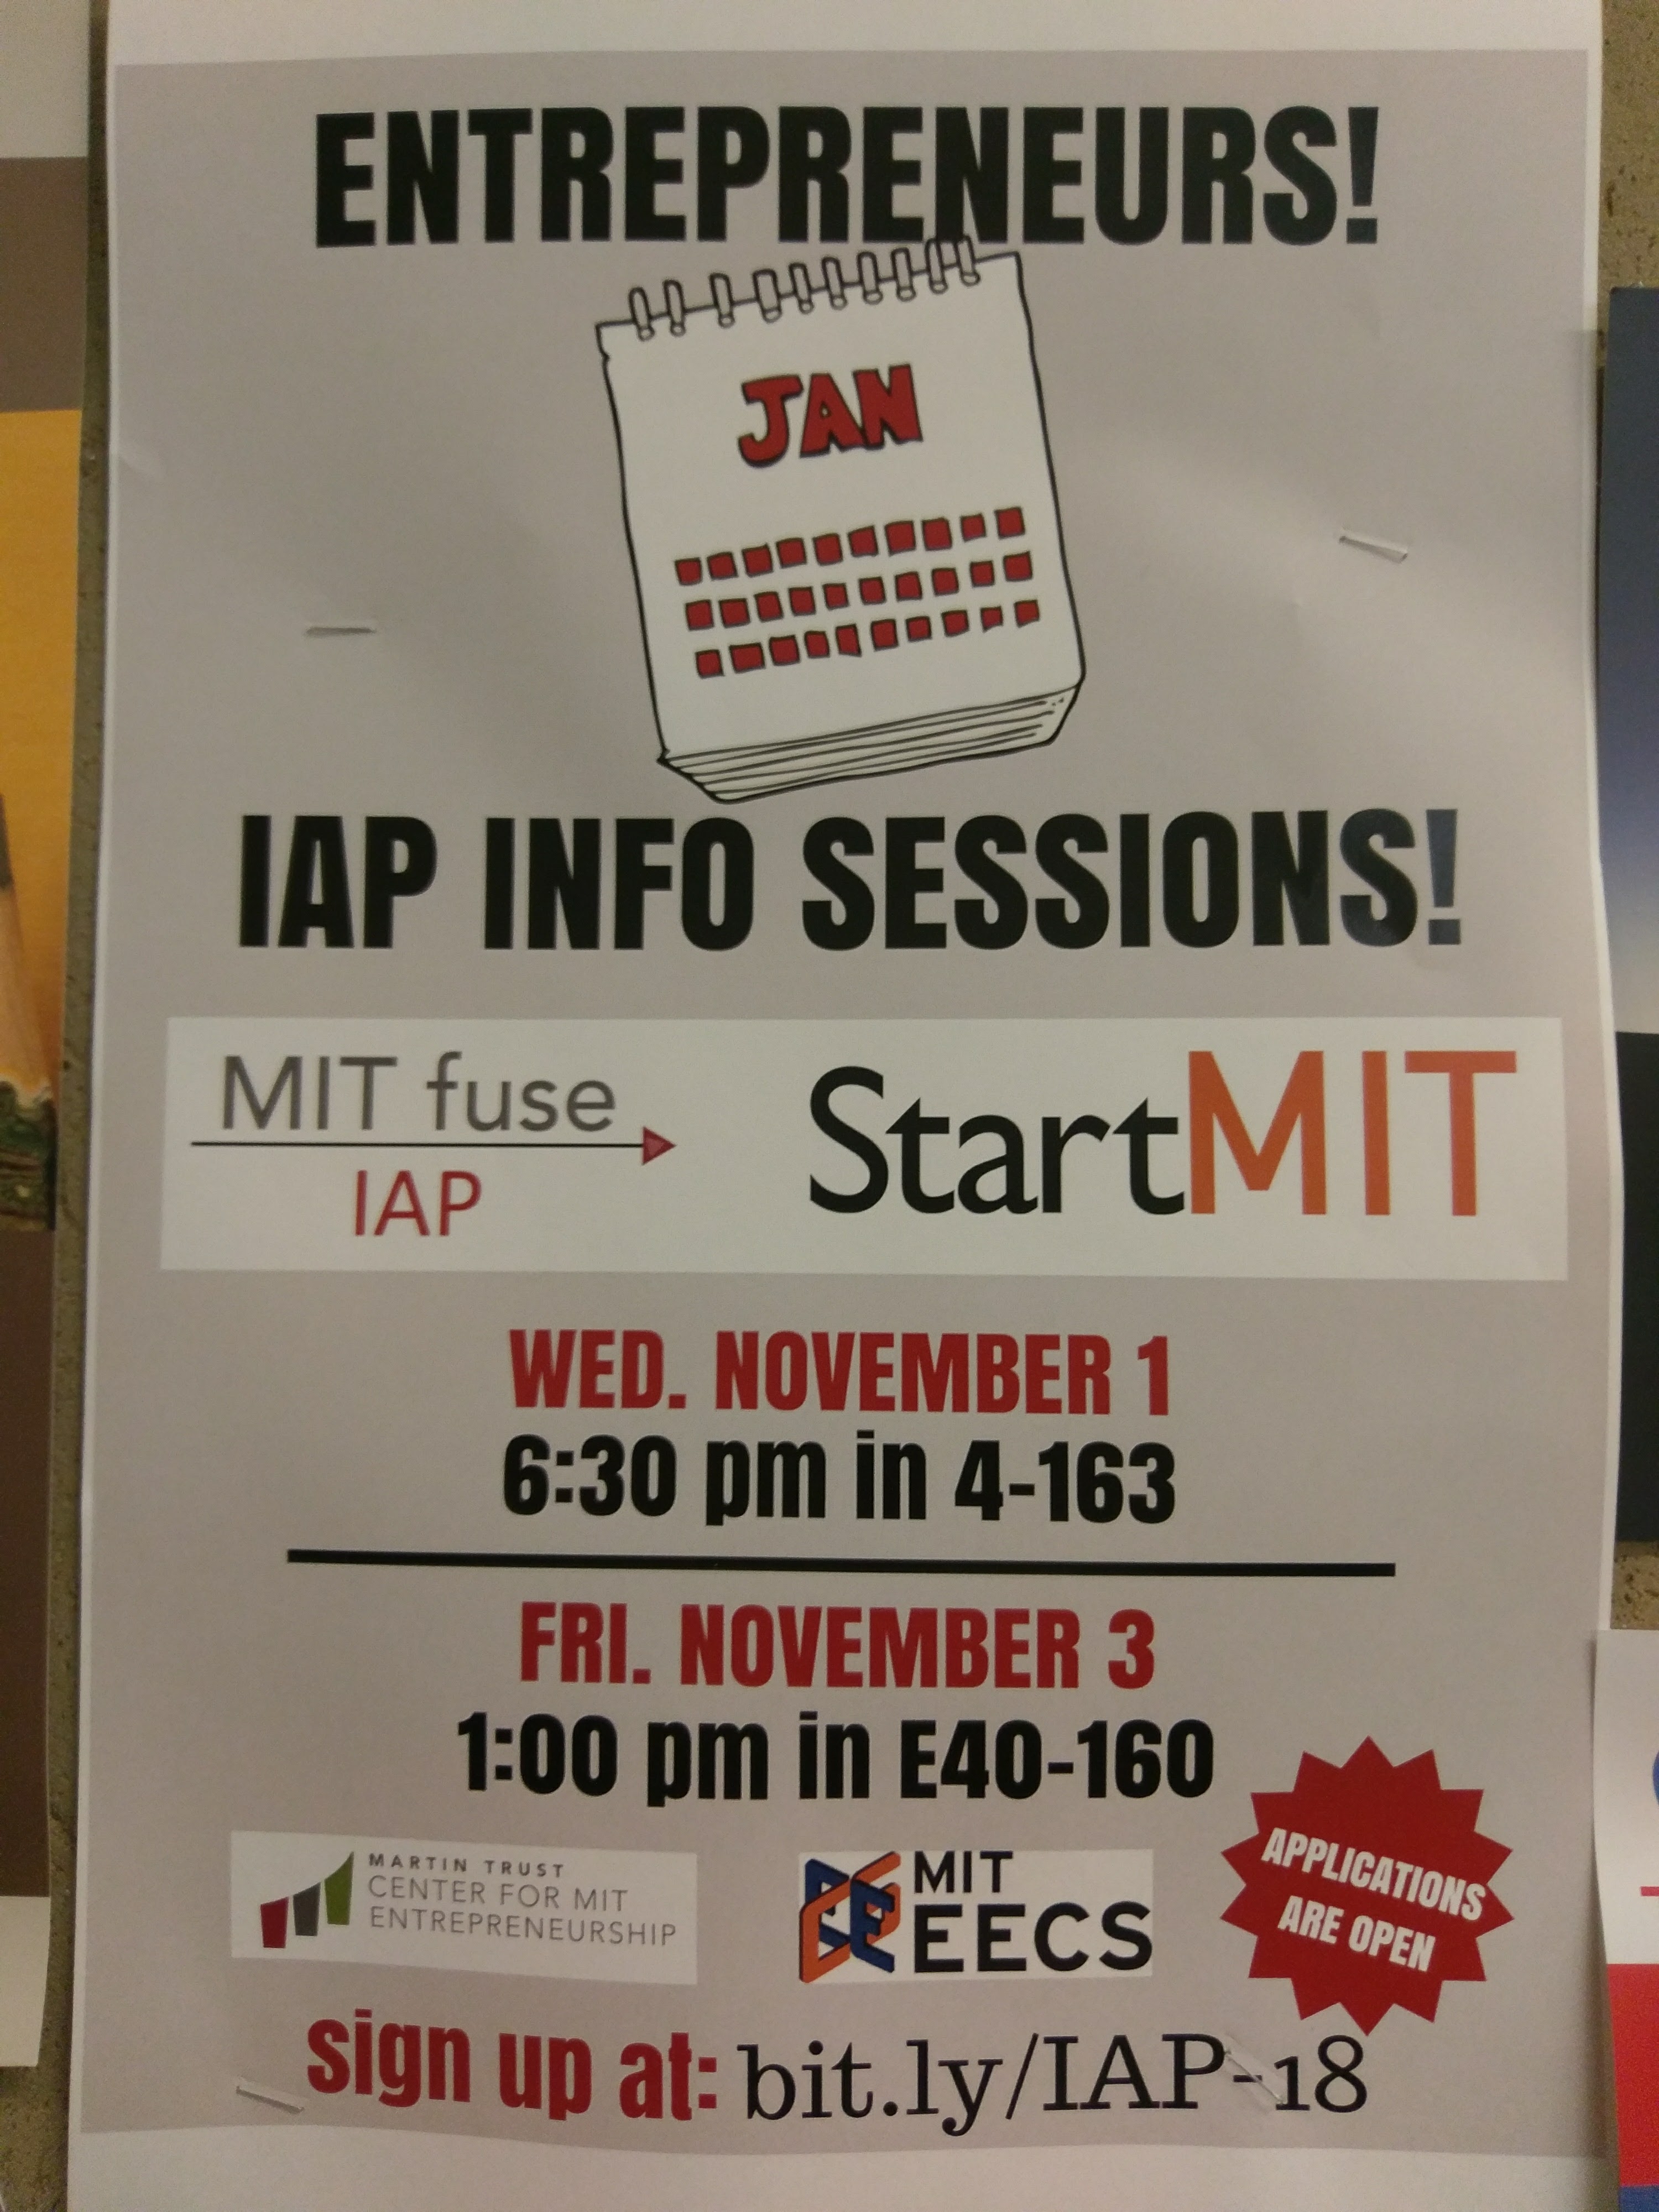 ENTREPRENEURS!
JAN
IAP INFO SESSIONS!
MIT fuse
IAP
StartMIT
WED. NOVEMBER 1
6:30 pm in 4-163
FRI. NOVEMBER 3
1:00 pm in E40-160
MARTIN TRUST
CENTER FOR MIT
ENTREPRENEURSHIP
MIT
EECS
APPLICATIONS
ARE OPEN
sign up at: bit.ly/IAP-18